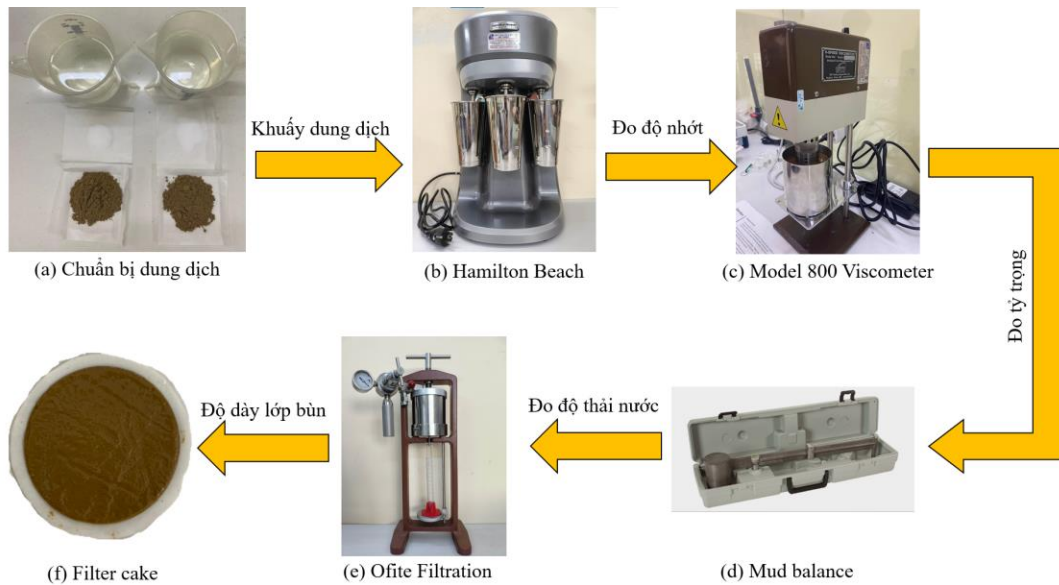 Khuấy dung dịch
Đo độ nhớt
(a) Chuẩn bị dung dịch
(b) Hamilton Beach
(c) Model 800 Viscometer
Đo tỷ trọng
Độ dày lớp bùn
Đo độ thải nước
(f) Filter cake
(e) Ofite Filtration
(d) Mud balance